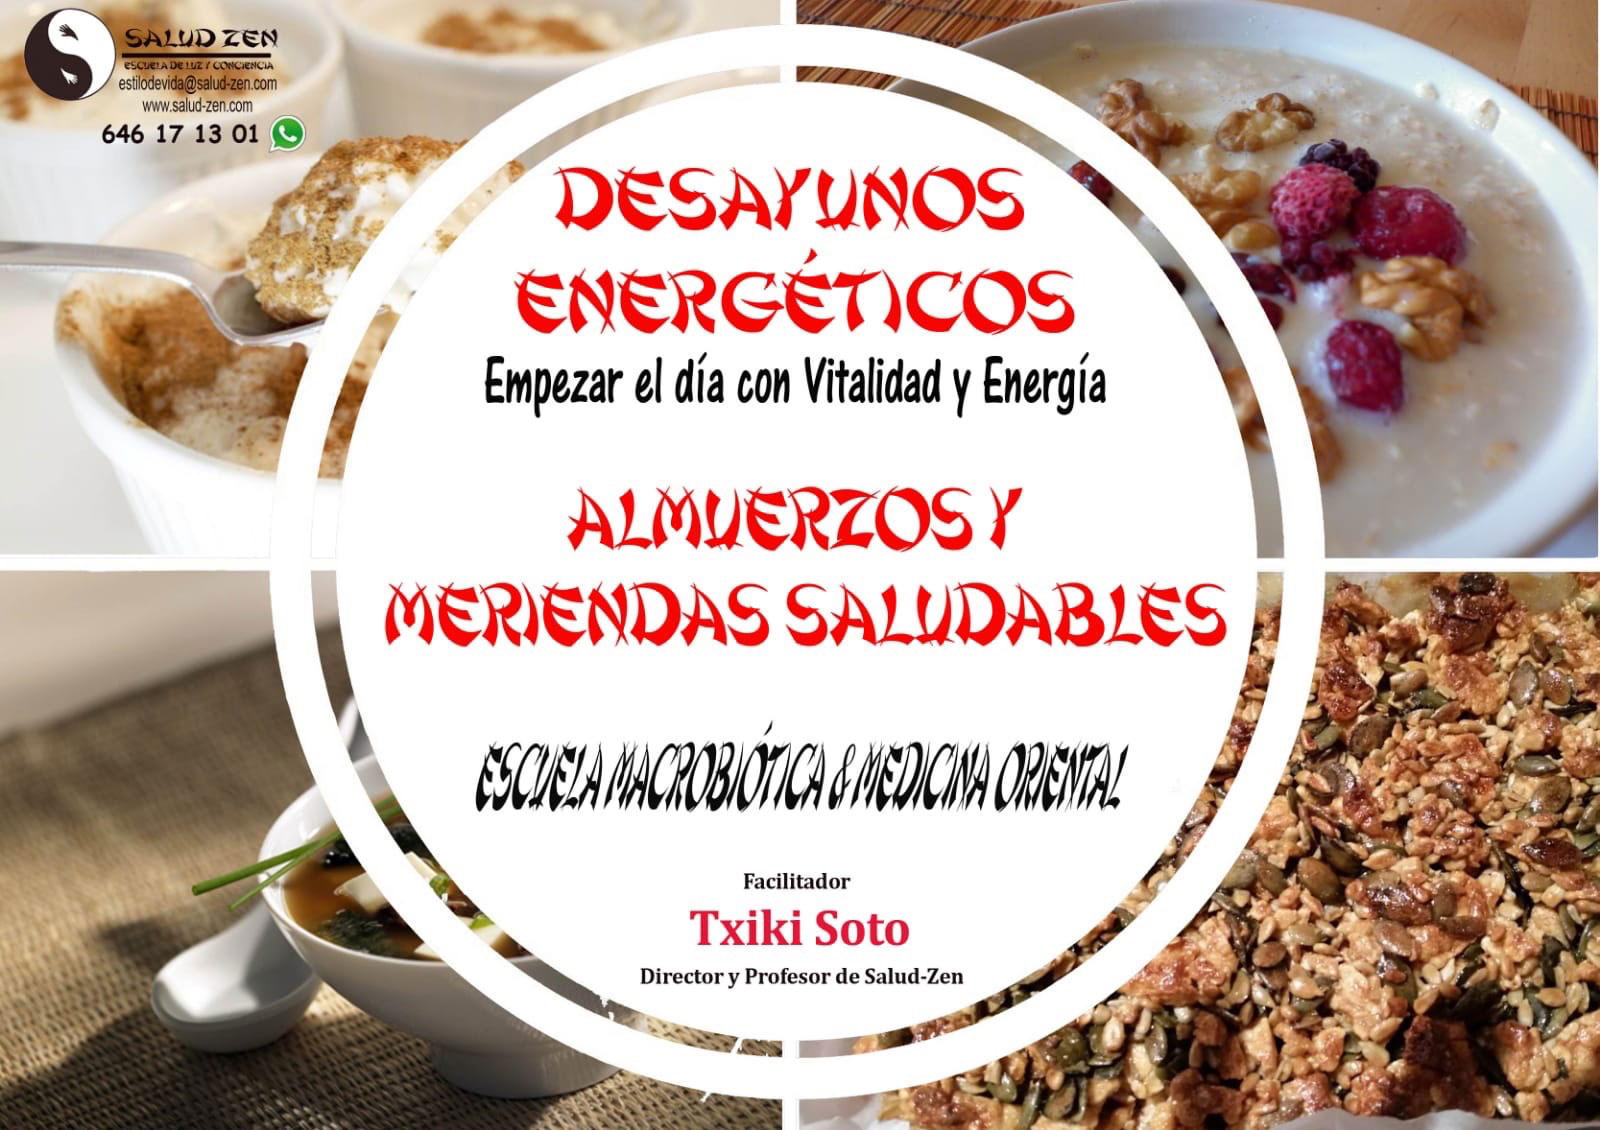 SALUD ZEN
ESCUELA DE LUZ Y CONCIENCIA
estilodevida@salud-zen.com
www.salud-zen.com
646 17 13 01
DESAYUNOS
ENERGÉTICOS
Empezar el día con Vitalidad y Energía
ALMUERZOS Y
MERIENDAS SALUDABLES
ESCUELA MACROBIÓTICA & MEDICINA ORIENTAL
Facilitador
Txiki Soto
Director y Profesor de Salud-Zen